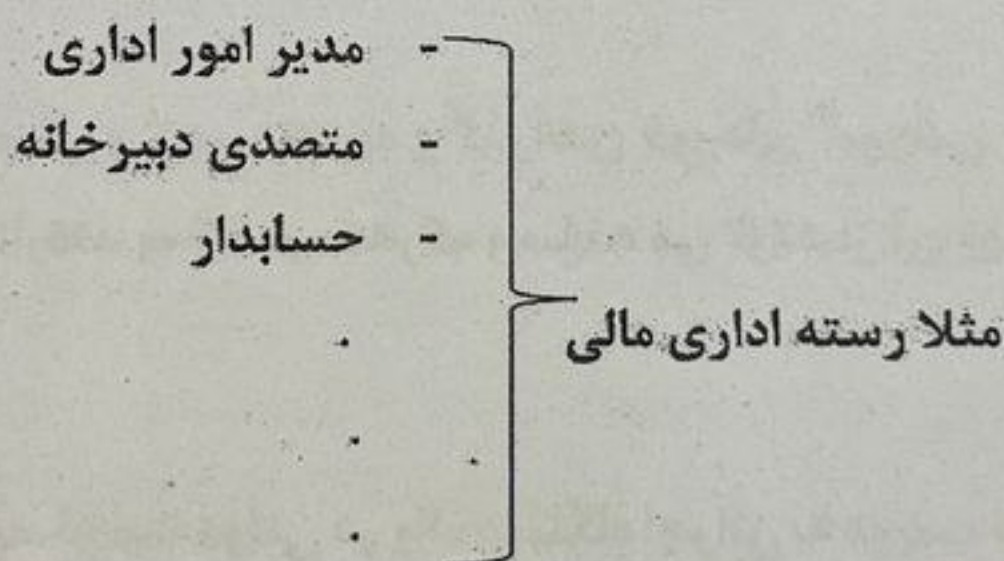 - مدیر امور اداری
- متصدی دبیرخانه
- حسابدار
مثلا رسته اداری مالی
.
.
.